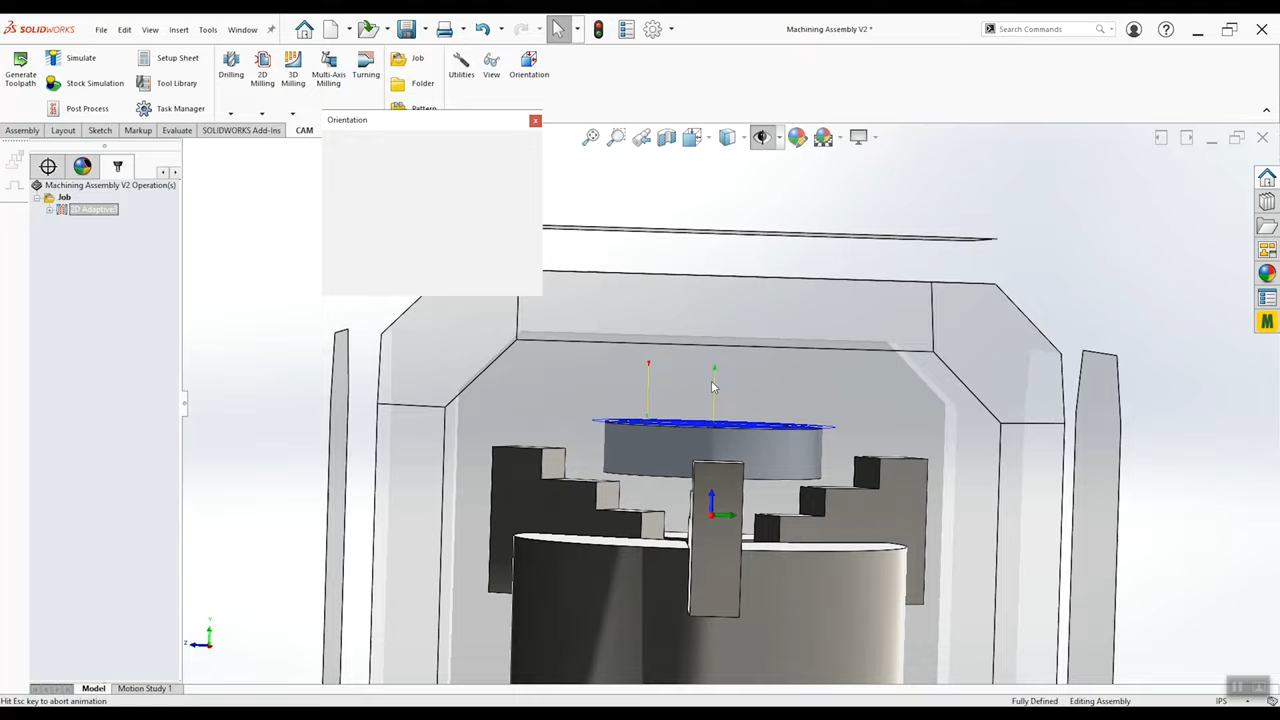 SOLIDWORKS File Edit View Insert Tools Window Machining Assembly V2 * Search Commands
Generate Toolpath
Simulate
Stock Simulation
Post Process
Setup Sheet
Tool Library
Task Manager
Drilling
2D Milling
3D Milling
Multi-Axis Milling
Turning
Job
Folder
Pattern
Utilities
View
Orientation
Orientation x
Assembly Layout Sketch Markup Evaluate SOLIDWORKS Add-Ins CAM
Machining Assembly V2 Operation(s)
Job
2D Adaptive3
M
Y
Z
Model Motion Study 1
Hit Esc key to abort animation Fully Defined Editing Assembly IPS